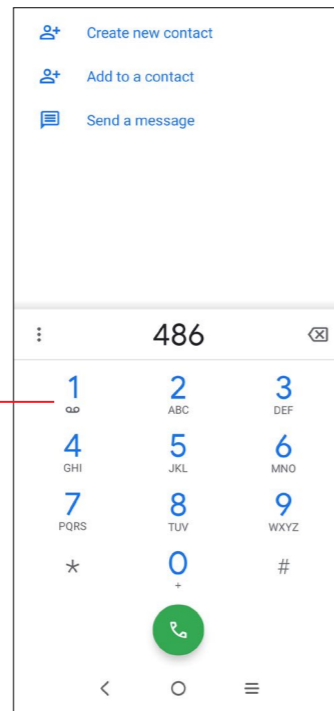 Create new contact
Add to a contact
Send a message
486
1 2 3
ABC DEF
4 5 6
GHI JKL MNO
7 8 9
PQRS TUV WXYZ
* 0 #
+